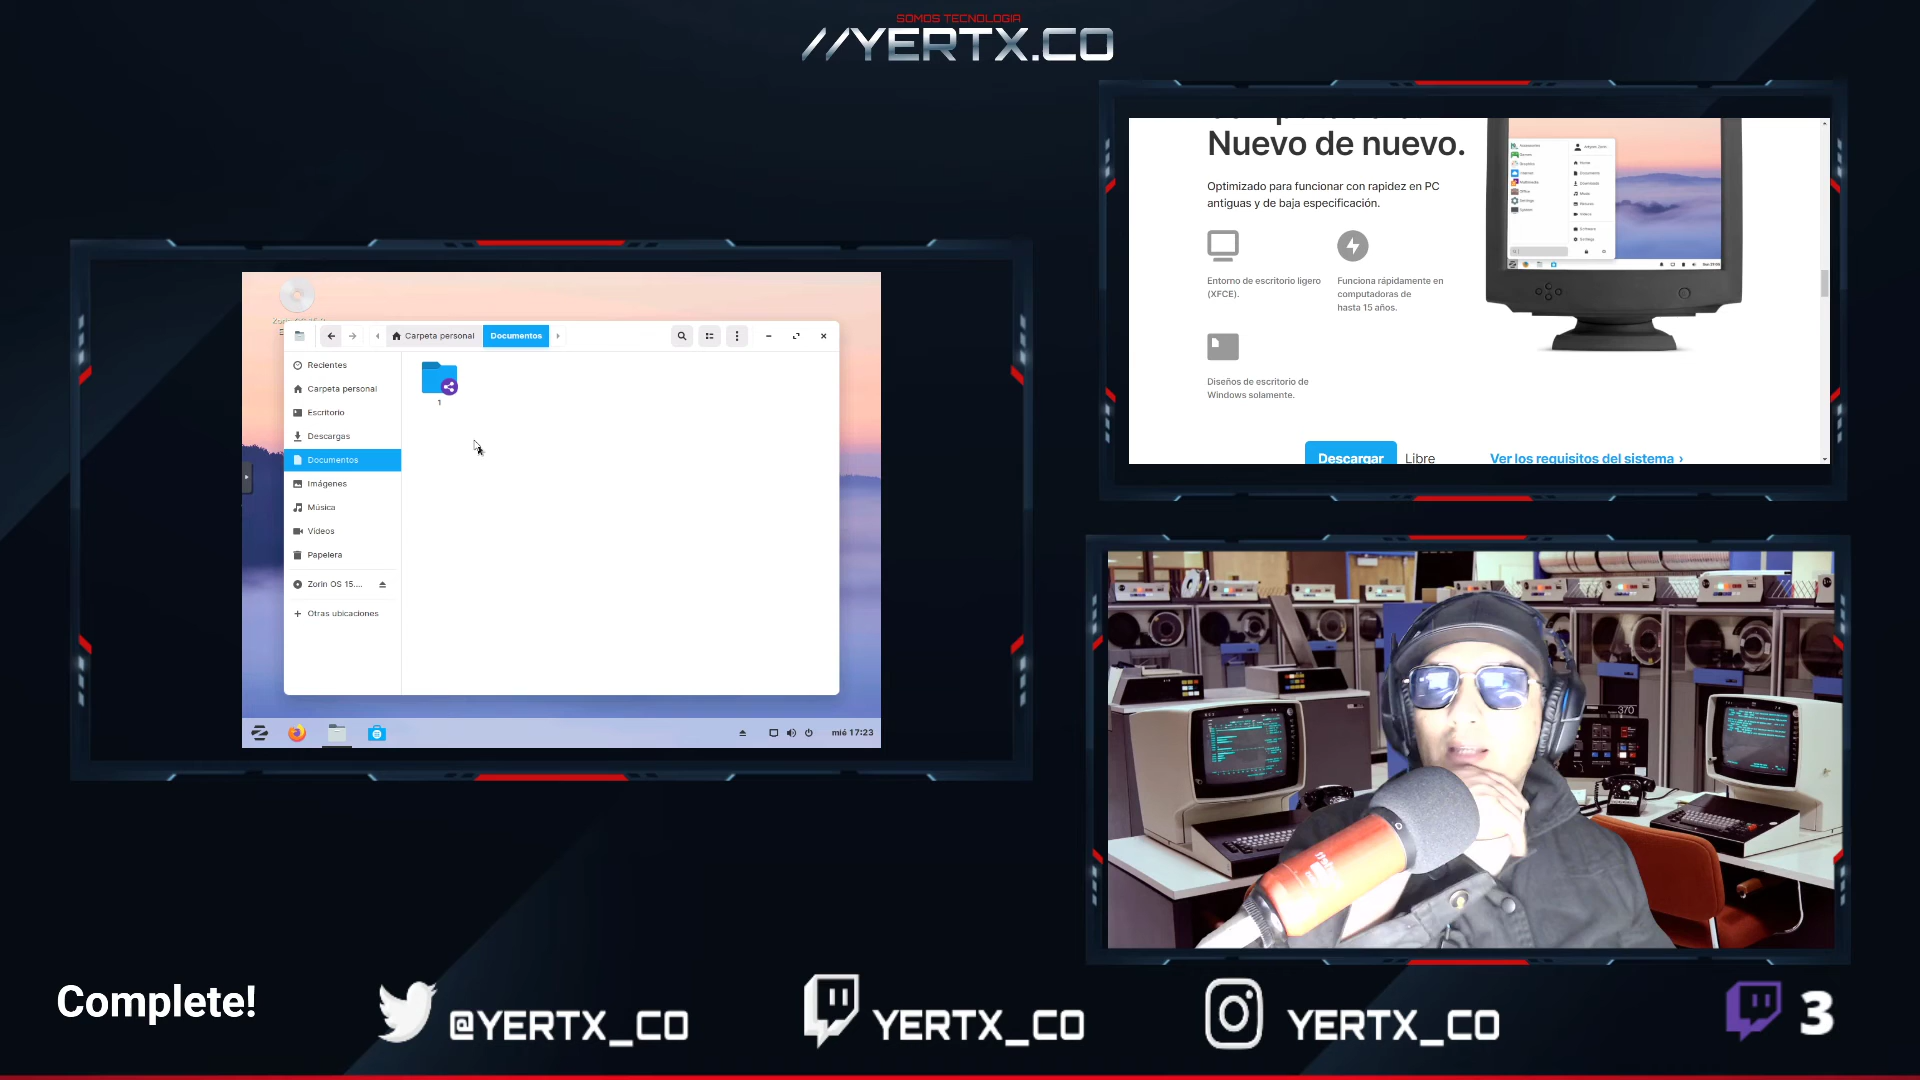 SOMOS TECNOLOGIA
//YERTX.CO
Nuevo de nuevo.
Optimizado para funcionar con rapidez en PC
antiguas y de baja especificación.
Entorno de escritorio ligero
(XFCE).
Funciona rápidamente en
computadoras de
hasta 15 años.
Diseños de escritorio de
Windows solamente.
Descargar
Libre
Ver los requisitos del sistema ›
Carpeta personal
Documentos
Recientes
Carpeta personal
Escritorio
Descargas
Documentos
Imágenes
Música
Vídeos
Papelera
Zorin OS 15....
Otras ubicaciones
1
mié 17:23
370
Complete!
@YERTX_CO
YERTX_CO
YERTX_CO
3